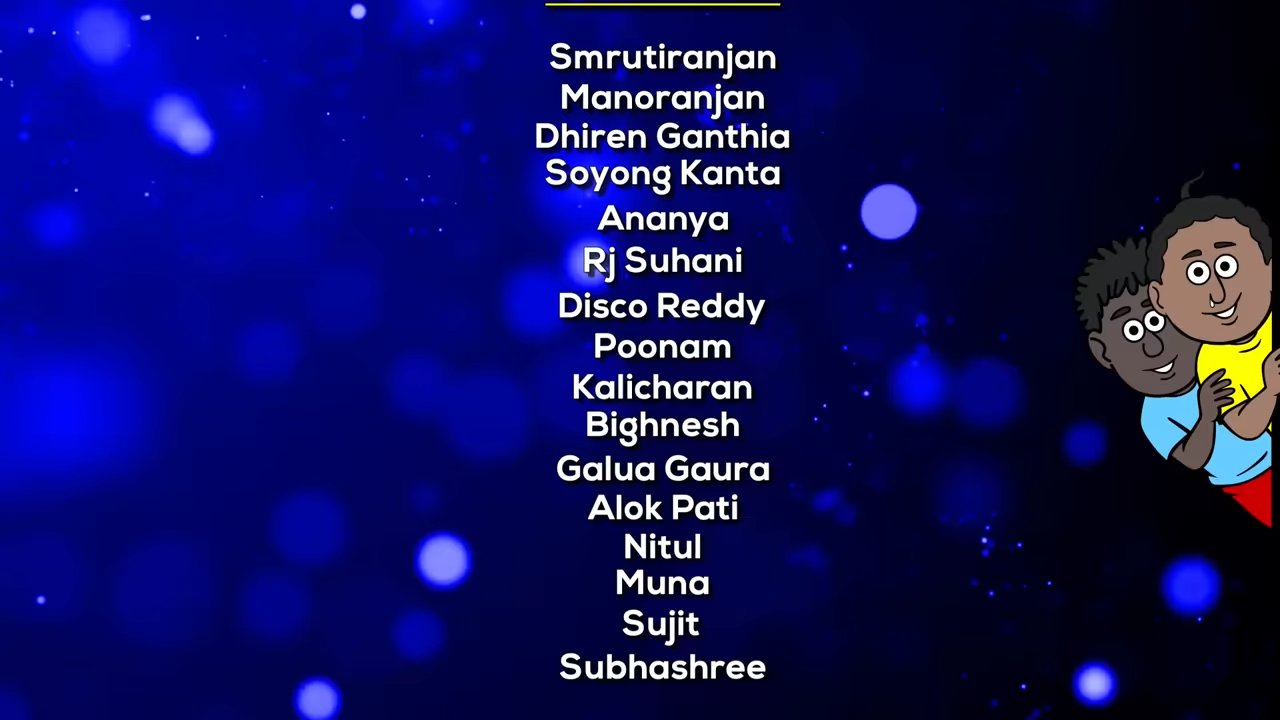 Smrutiranjan
Manoranjan
Dhiren Ganthia
Soyong Kanta
Ananya
Rj Suhani
Disco Reddy
Poonam
Kalicharan
Bighnesh
Galua Gaura
Alok Pati
Nitul
Muna
Sujit
Subhashree